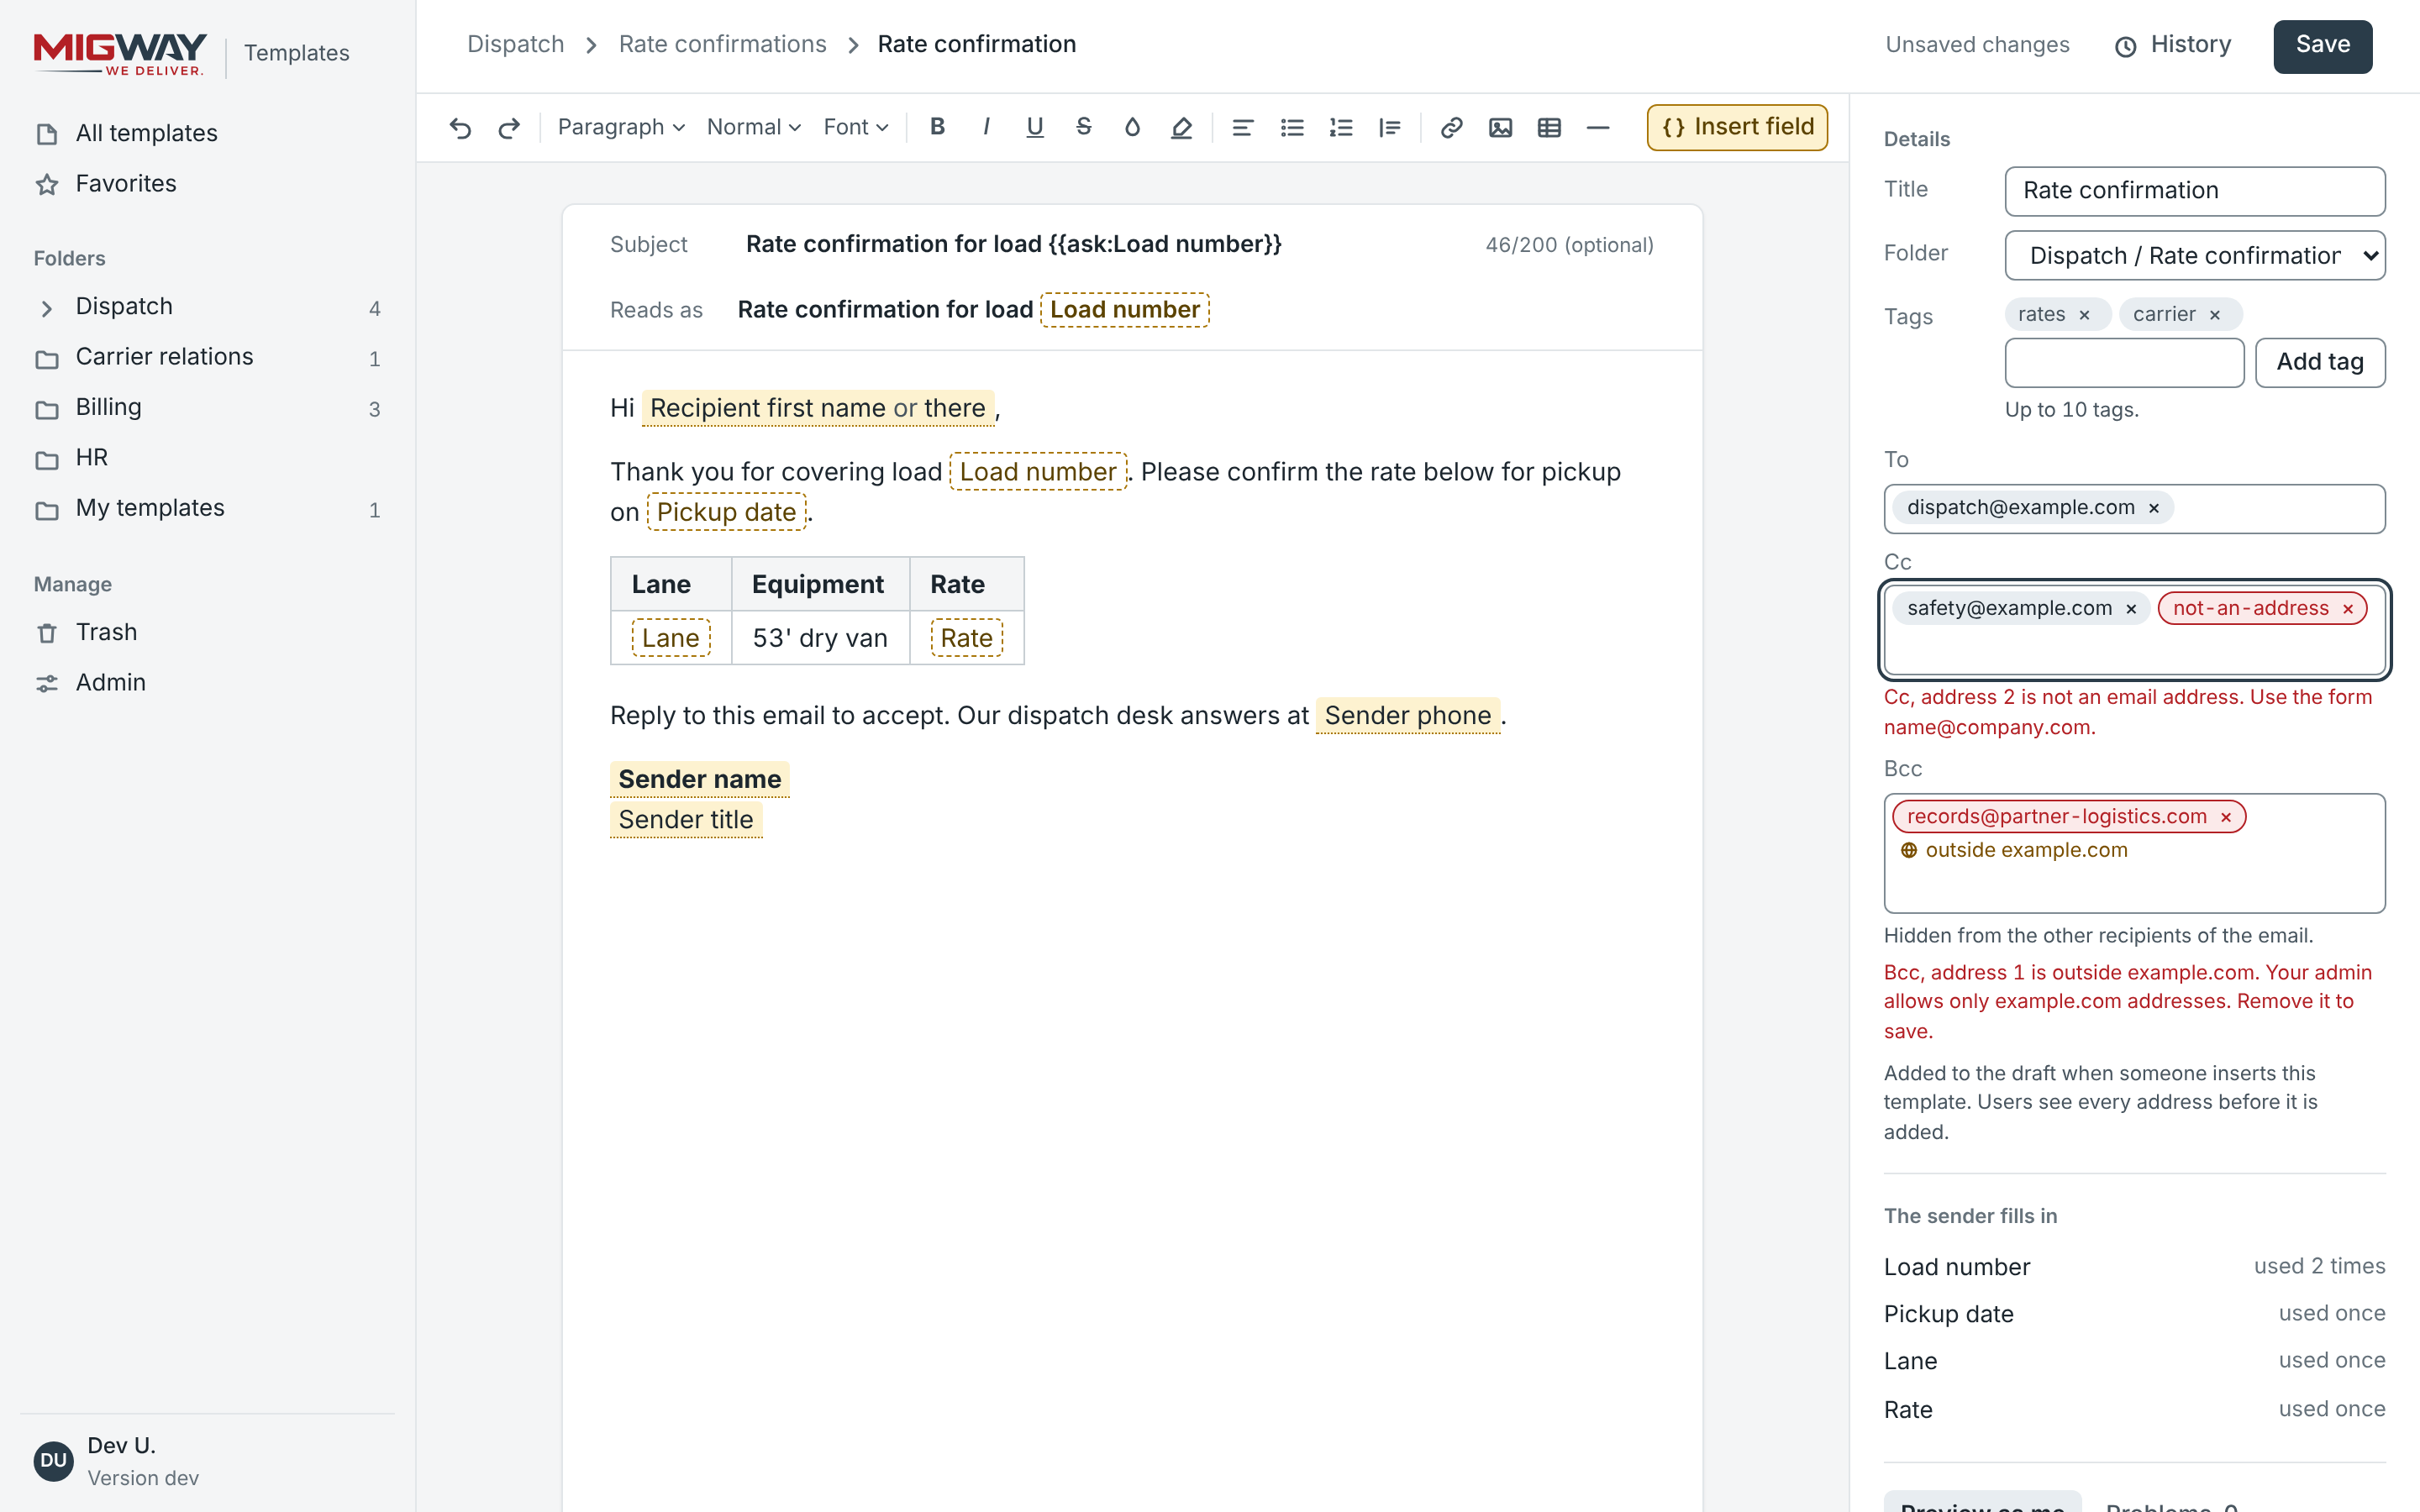 MIGWAY
WE DELIVER.
Templates
All templates
Favorites
Folders
Dispatch 4
Carrier relations 1
Billing 3
HR
My templates 1
Manage
Trash
Admin
DU
Dev U.
Version dev
Dispatch > Rate confirmations > Rate confirmation
Unsaved changes History Save
Paragraph Normal Font B I U S {} Insert field
Subject Rate confirmation for load {{ask:Load number}} 46/200 (optional)
Reads as Rate confirmation for load Load number
Hi Recipient first name or there ,
Thank you for covering load Load number . Please confirm the rate below for pickup
on Pickup date .
Lane Equipment Rate
Lane 53' dry van Rate
Reply to this email to accept. Our dispatch desk answers at Sender phone .
Sender name
Sender title
Details
Title Rate confirmation
Folder Dispatch / Rate confirmation
Tags rates × carrier ×
Add tag
Up to 10 tags.
To
dispatch@example.com ×
Cc
safety@example.com × not-an-address ×
Cc, address 2 is not an email address. Use the form
name@company.com.
Bcc
records@partner-logistics.com ×
outside example.com
Hidden from the other recipients of the email.
Bcc, address 1 is outside example.com. Your admin
allows only example.com addresses. Remove it to
save.
Added to the draft when someone inserts this
template. Users see every address before it is
added.
The sender fills in
Load number used 2 times
Pickup date used once
Lane used once
Rate used once
Preview as me Problems 0